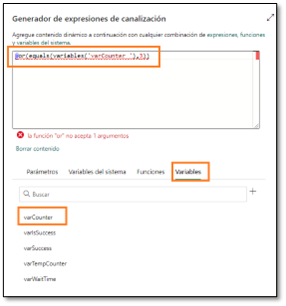 Generador de expresiones de canalización
Agregue contenido dinámico a continuación con cualquier combinación de expresiones, funciones
y variables del sistema.
@or(equals(variables('varCounter '),3))
la función "or" no acepta 1 argumentos
Borrar contenido
Parámetros Variables del sistema Funciones Variables
Buscar
varCounter
varIsSuccess
varSuccess
varTempCounter
varWaitTime